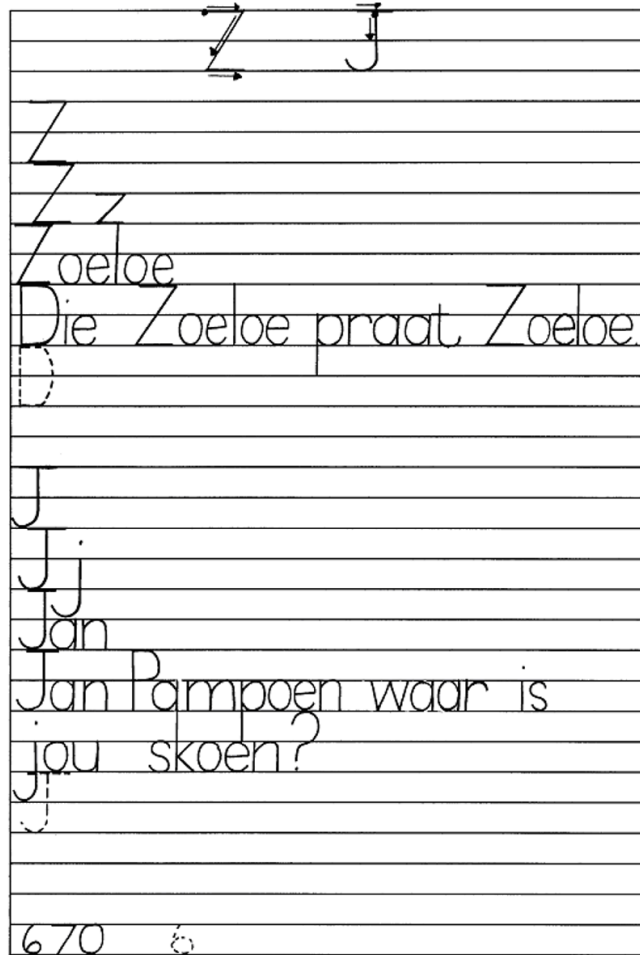 Z J
Z
Z z
Zoeloe
Die Zoeloe praat Zoeloe.
D
J
J j
Jan
Jan Pampoen waar is
jou skoen?
J
670 6